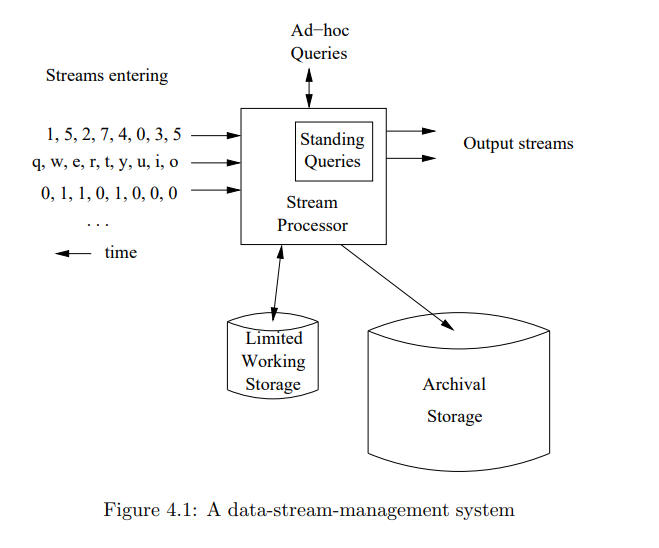 Ad−hoc
Queries
Streams entering
1, 5, 2, 7, 4, 0, 3, 5
q, w, e, r, t, y, u, i, o
0, 1, 1, 0, 1, 0, 0, 0
. . .
time
Standing
Queries
Stream
Processor
Output streams
Limited
Working
Storage
Archival
Storage
Figure 4.1: A data-stream-management system